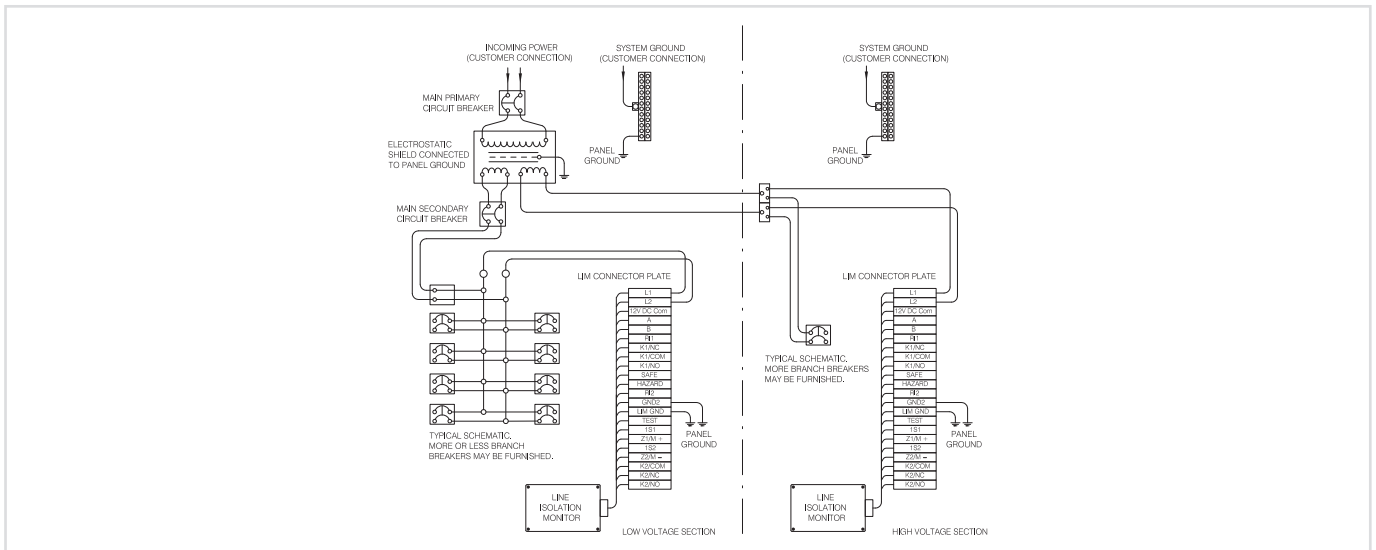 INCOMING POWER
(CUSTOMER CONNECTION)
SYSTEM GROUND
(CUSTOMER CONNECTION)
MAIN PRIMARY
CIRCUIT BREAKER
ELECTROSTATIC
SHIELD CONNECTED
TO PANEL GROUND
PANEL
GROUND
MAIN SECONDARY
CIRCUIT BREAKER
LIM CONNECTOR PLATE
L1
L2
12V DC Com
A
B
RI1
K1/NC
K1/COM
K1/NO
SAFE
HAZARD
RI2
GND2
LIM GND
TEST
1S1
Z1/M +
1S2
Z2/M –
K2/COM
K2/NC
K2/NO
PANEL
GROUND
TYPICAL SCHEMATIC.
MORE OR LESS BRANCH
BREAKERS MAY BE FURNISHED.
LINE
ISOLATION
MONITOR
LOW VOLTAGE SECTION
SYSTEM GROUND
(CUSTOMER CONNECTION)
PANEL
GROUND
LIM CONNECTOR PLATE
L1
L2
12V DC Com
A
B
RI1
K1/NC
K1/COM
K1/NO
SAFE
HAZARD
RI2
GND2
LIM GND
TEST
1S1
Z1/M +
1S2
Z2/M –
K2/COM
K2/NC
K2/NO
TYPICAL SCHEMATIC.
MORE BRANCH BREAKERS
MAY BE FURNISHED.
PANEL
GROUND
LINE
ISOLATION
MONITOR
HIGH VOLTAGE SECTION